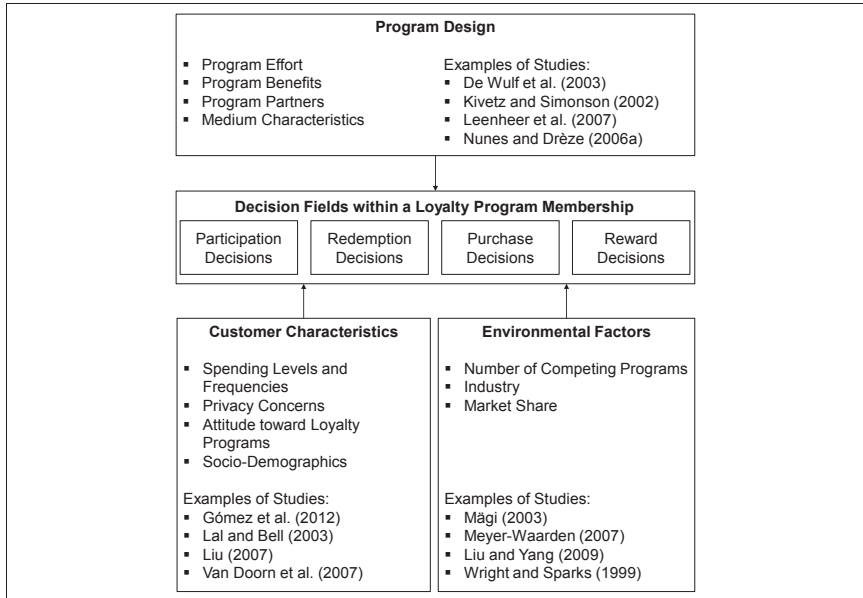 Program Design
▪ Program Effort
▪ Program Benefits
▪ Program Partners
▪ Medium Characteristics
Examples of Studies:
▪ De Wulf et al. (2003)
▪ Kivetz and Simonson (2002)
▪ Leenheer et al. (2007)
▪ Nunes and Drèze (2006a)
Decision Fields within a Loyalty Program Membership
Participation
Decisions
Redemption
Decisions
Purchase
Decisions
Reward
Decisions
Customer Characteristics
▪ Spending Levels and
Frequencies
▪ Privacy Concerns
▪ Attitude toward Loyalty
Programs
▪ Socio-Demographics
Examples of Studies:
▪ Gómez et al. (2012)
▪ Lal and Bell (2003)
▪ Liu (2007)
▪ Van Doorn et al. (2007)
Environmental Factors
▪ Number of Competing Programs
▪ Industry
▪ Market Share
Examples of Studies:
▪ Mägi (2003)
▪ Meyer-Waarden (2007)
▪ Liu and Yang (2009)
▪ Wright and Sparks (1999)